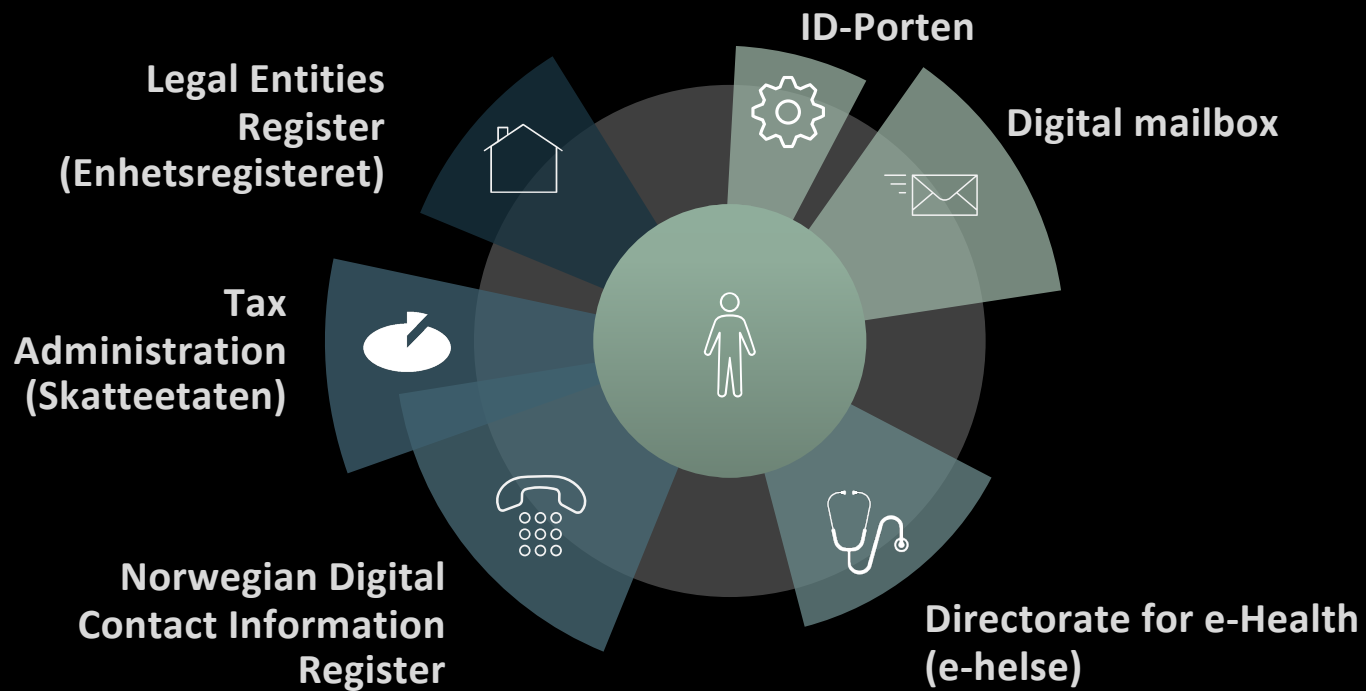 ID-Porten
Legal Entities
Register
(Enhetsregisteret)
Digital mailbox
Tax
Administration
(Skatteetaten)
Norwegian Digital
Contact Information
Register
Directorate for e-Health
(e-helse)